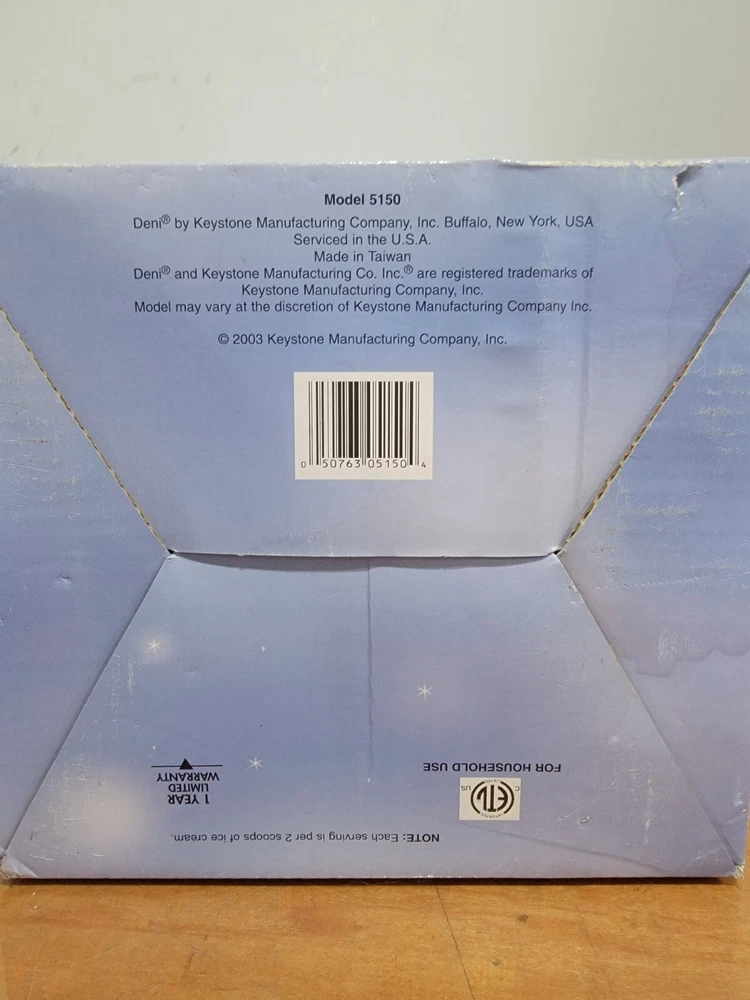 Model 5150
Deni® by Keystone Manufacturing Company, Inc. Buffalo, New York, USA
Serviced in the U.S.A.
Made in Taiwan
Deni® and Keystone Manufacturing Co. Inc.® are registered trademarks of
Keystone Manufacturing Company, Inc.
Model may vary at the discretion of Keystone Manufacturing Company Inc.
© 2003 Keystone Manufacturing Company, Inc.
0 50763 05150 4
NOTE: Each serving is per 2 scoops of ice cream.
C ETL US
INTERTEK
FOR HOUSEHOLD USE
1 YEAR
LIMITED
WARRANTY